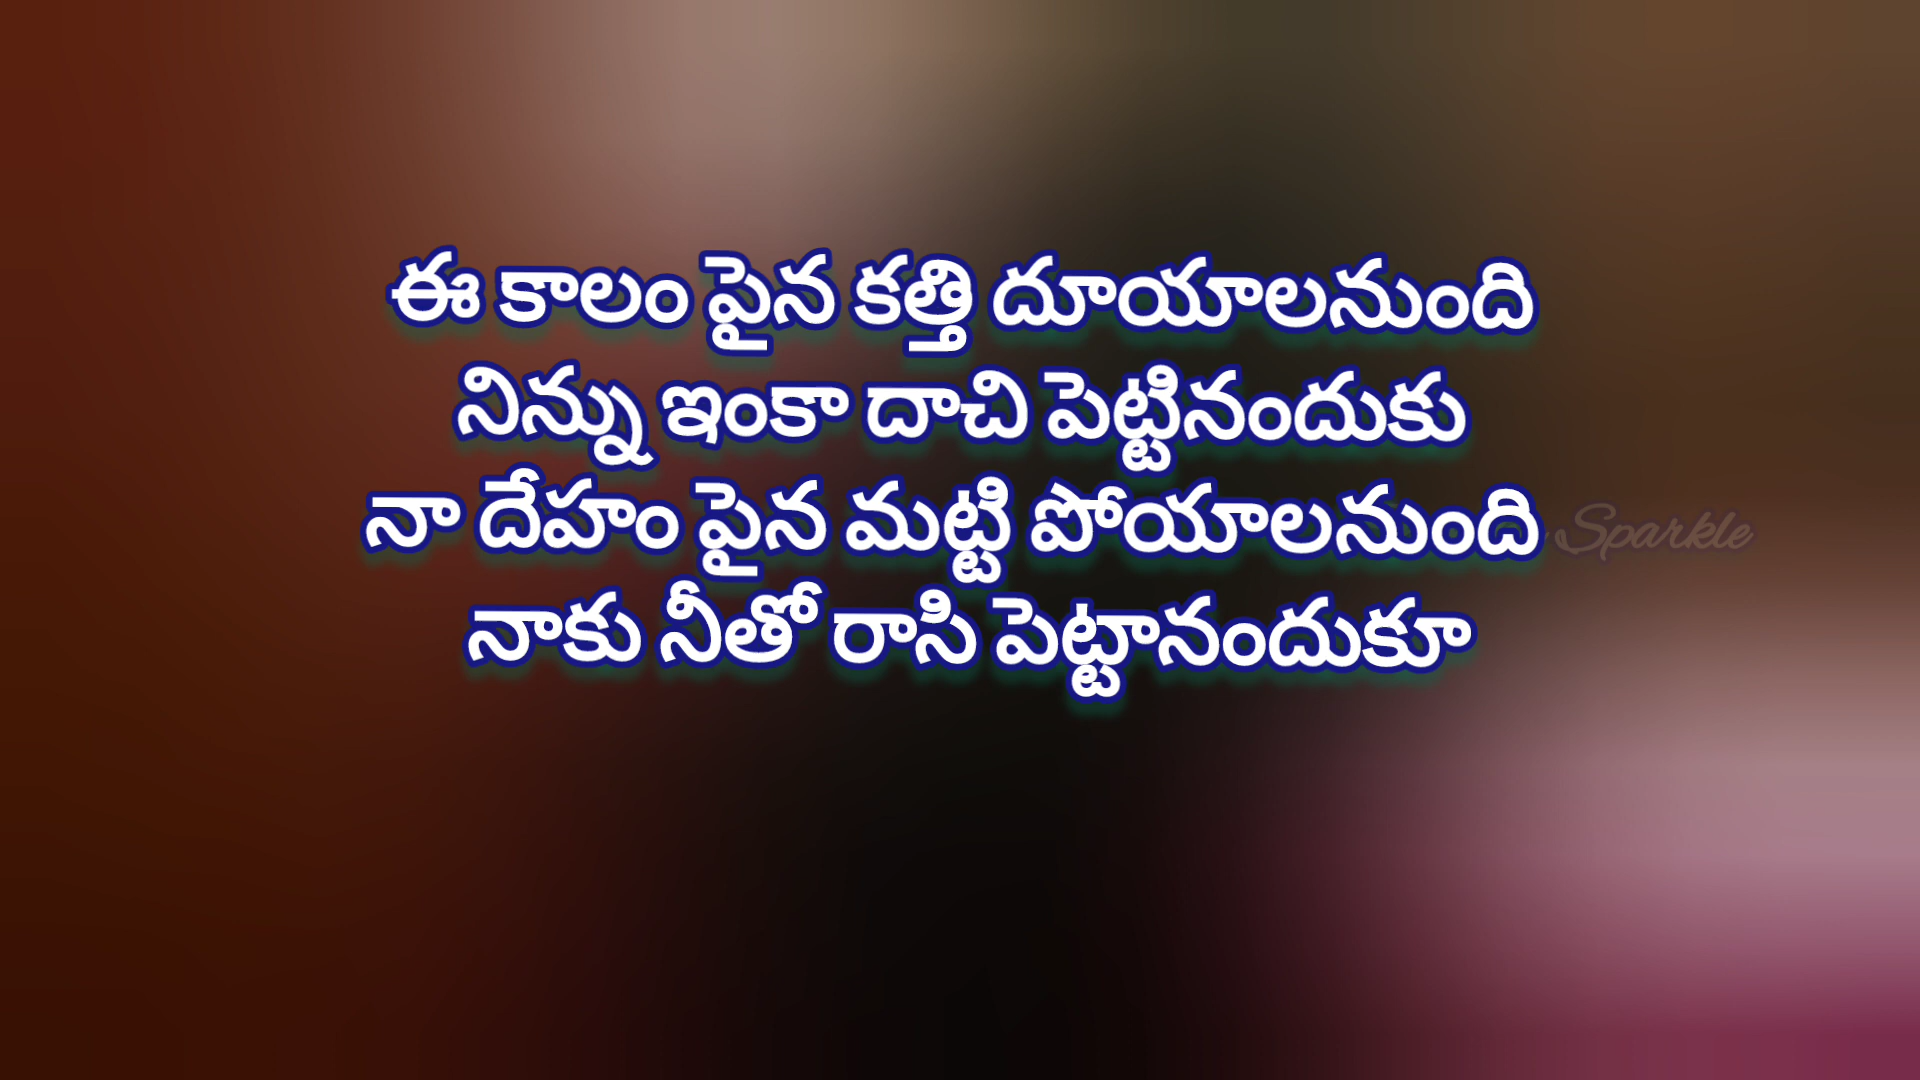 ఈ కాలం పైన కత్తి దూయాలనుంది
నిన్ను ఇంకా దాచి పెట్టినందుకు
నా దేహం పైన మట్టి పోయాలనుంది
నాకు నీతో రాసి పెట్టానందుకూ
Sparkle